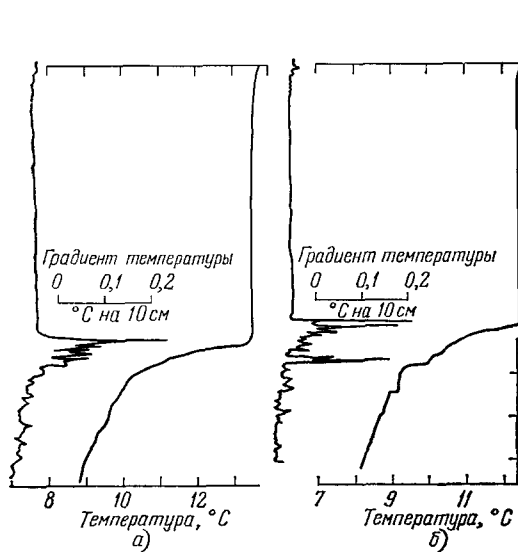 Градиент температуры
0 0,1 0,2
°С на 10 см
8 10 12
Температура, °С
а)
Градиент температуры
0 0,1 0,2
°С на 10 см
7 9 11
Температура, °С
б)